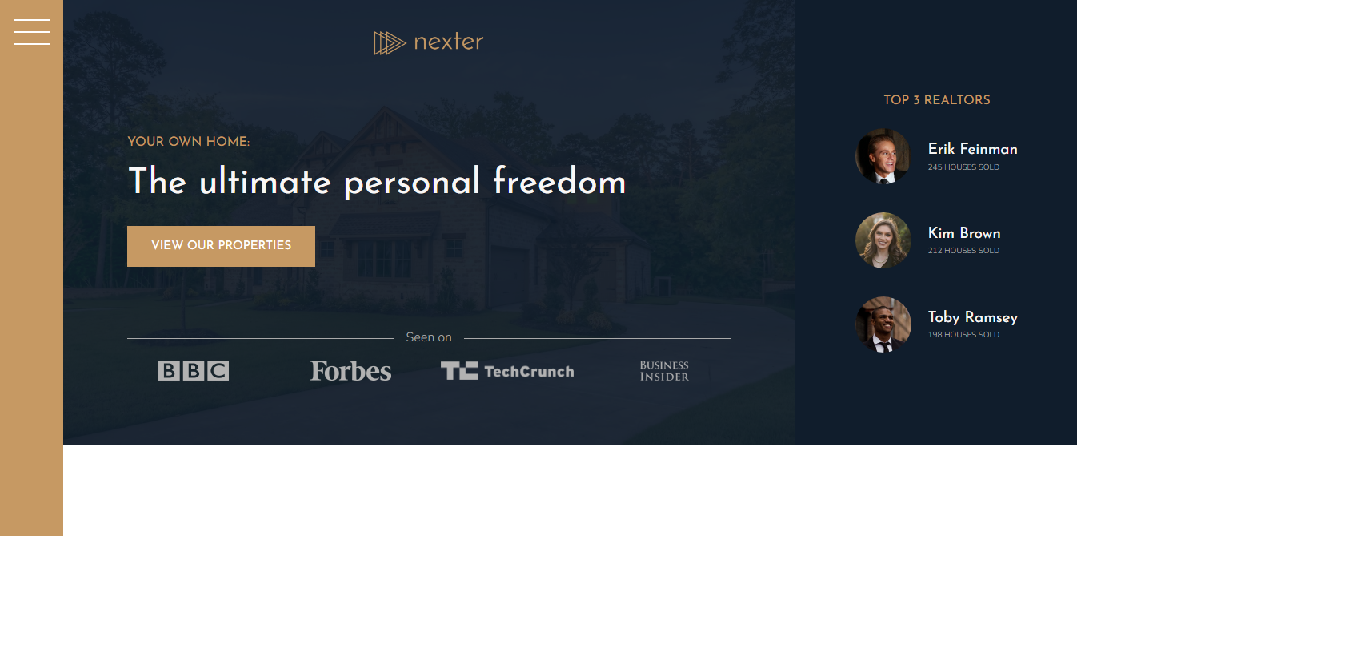 nexter
YOUR OWN HOME:
The ultimate personal freedom
VIEW OUR PROPERTIES
Seen on
BBC
Forbes
TC TechCrunch
BUSINESS
INSIDER
TOP 3 REALTORS
Erik Feinman
245 HOUSES SOLD
Kim Brown
212 HOUSES SOLD
Toby Ramsey
198 HOUSES SOLD